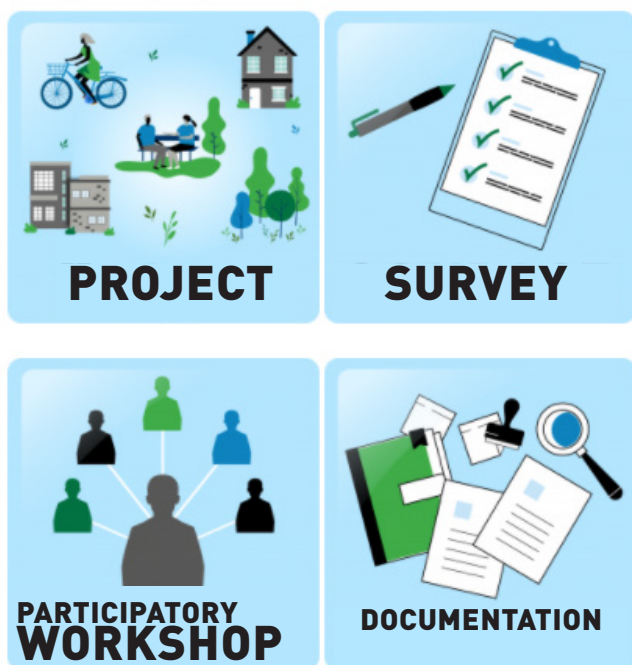 PROJECT
SURVEY
PARTICIPATORY
WORKSHOP
DOCUMENTATION